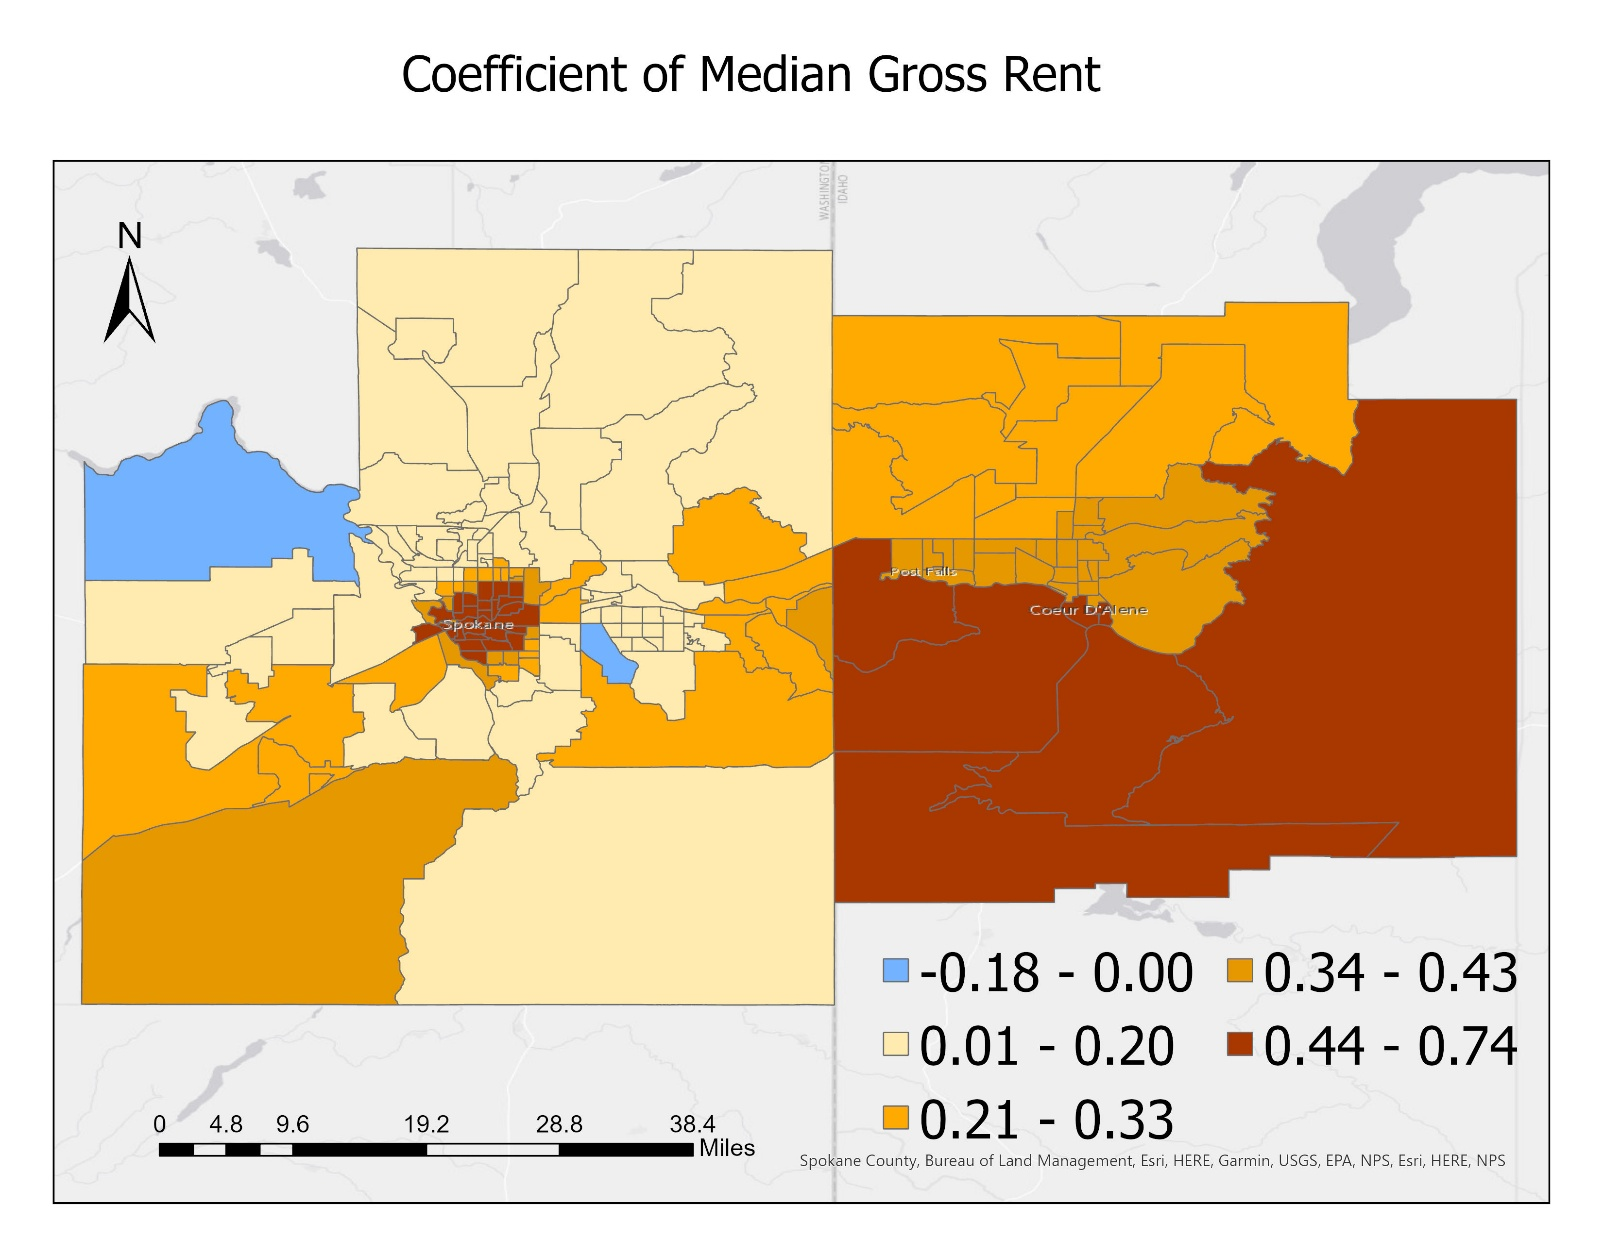 Coefficient of Median Gross Rent
WASHINGTON
IDAHO
N
Post Falls
Coeur D'Alene
Spokane
-0.18 - 0.00
0.34 - 0.43
0.01 - 0.20
0.44 - 0.74
0.21 - 0.33
0 4.8 9.6 19.2 28.8 38.4
Miles
Spokane County, Bureau of Land Management, Esri, HERE, Garmin, USGS, EPA, NPS, Esri, HERE, NPS